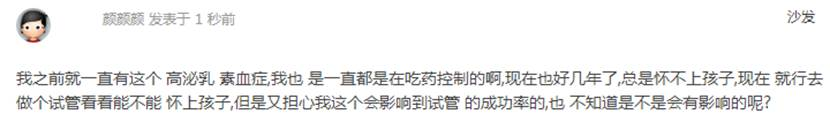 颜颜颜 发表于 1 秒前
沙发
我之前就一直有这个 高泌乳 素血症,我也 是一直都是在吃药控制的啊,现在也好几年了,总是怀不上孩子,现在 就行去
做个试管看看能不能 怀上孩子,但是又担心我这个会影响到试管 的成功率的,也 不知道是不是会有影响的呢?